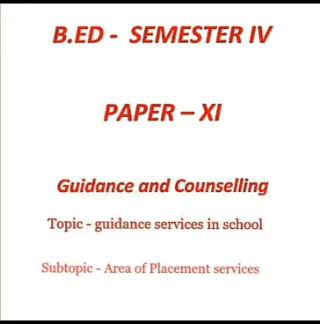 B.ED - SEMESTER IV
PAPER – XI
Guidance and Counselling
Topic - guidance services in school
Subtopic - Area of Placement services